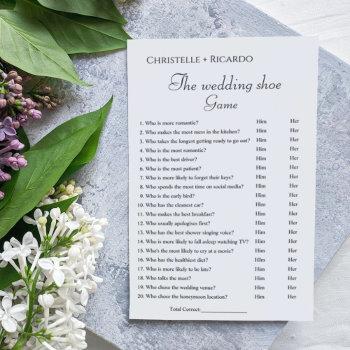 Christelle + Ricardo
The wedding shoe
Game
Him Her
1. Who is more romantic? Him Her
2. Who makes the most mess in the kitchen? Him Her
3. Who takes the longest getting ready to go out? Him Her
4. Who is the most romantic? Him Her
5. Who is the best driver? Him Her
6. Who is the most patient? Him Her
7. Who is more likely to forget their keys? Him Her
8. Who spends the most time on social media? Him Her
9. Who is the early bird? Him Her
10. Who has the cleanest car? Him Her
11. Who makes the best breakfast? Him Her
12. Who usually apologises first? Him Her
13. Who has the better shower singing voice? Him Her
14. Who is more likely to fall asleep watching TV? Him Her
15. Who's the most likely to cry at a movie? Him Her
16. Who has the healthiest diet? Him Her
17. Who is more likely to be late? Him Her
18. Who talks the most? Him Her
19. Who chose the wedding venue? Him Her
20. Who chose the honeymoon location? Him Her
Total Correct: